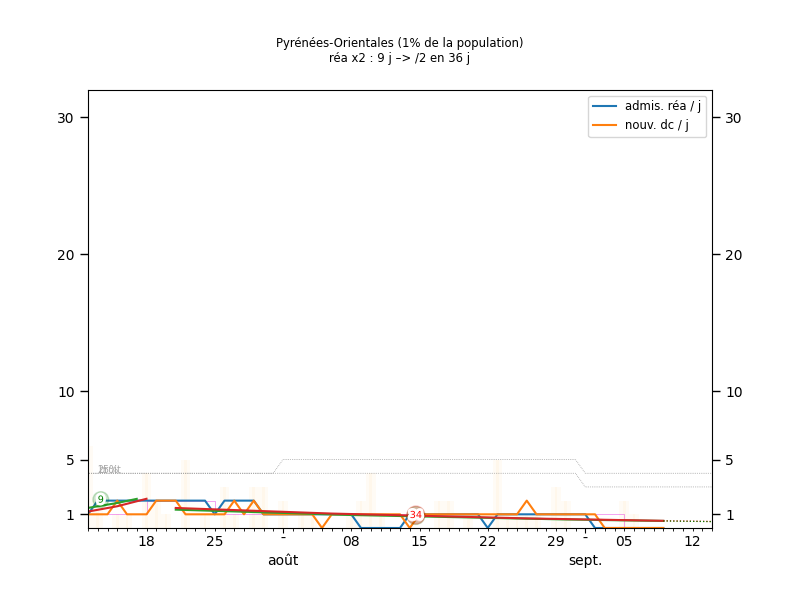 Pyrénées-Orientales (1% de la population)
réa x2 : 9 j –> /2 en 36 j
admis. réa / j
nouv. dc / j
30 30
20 20
10 10
5 5
1 1
9
34
18 25 - 08 15 22 29 - 05 12
août sept.